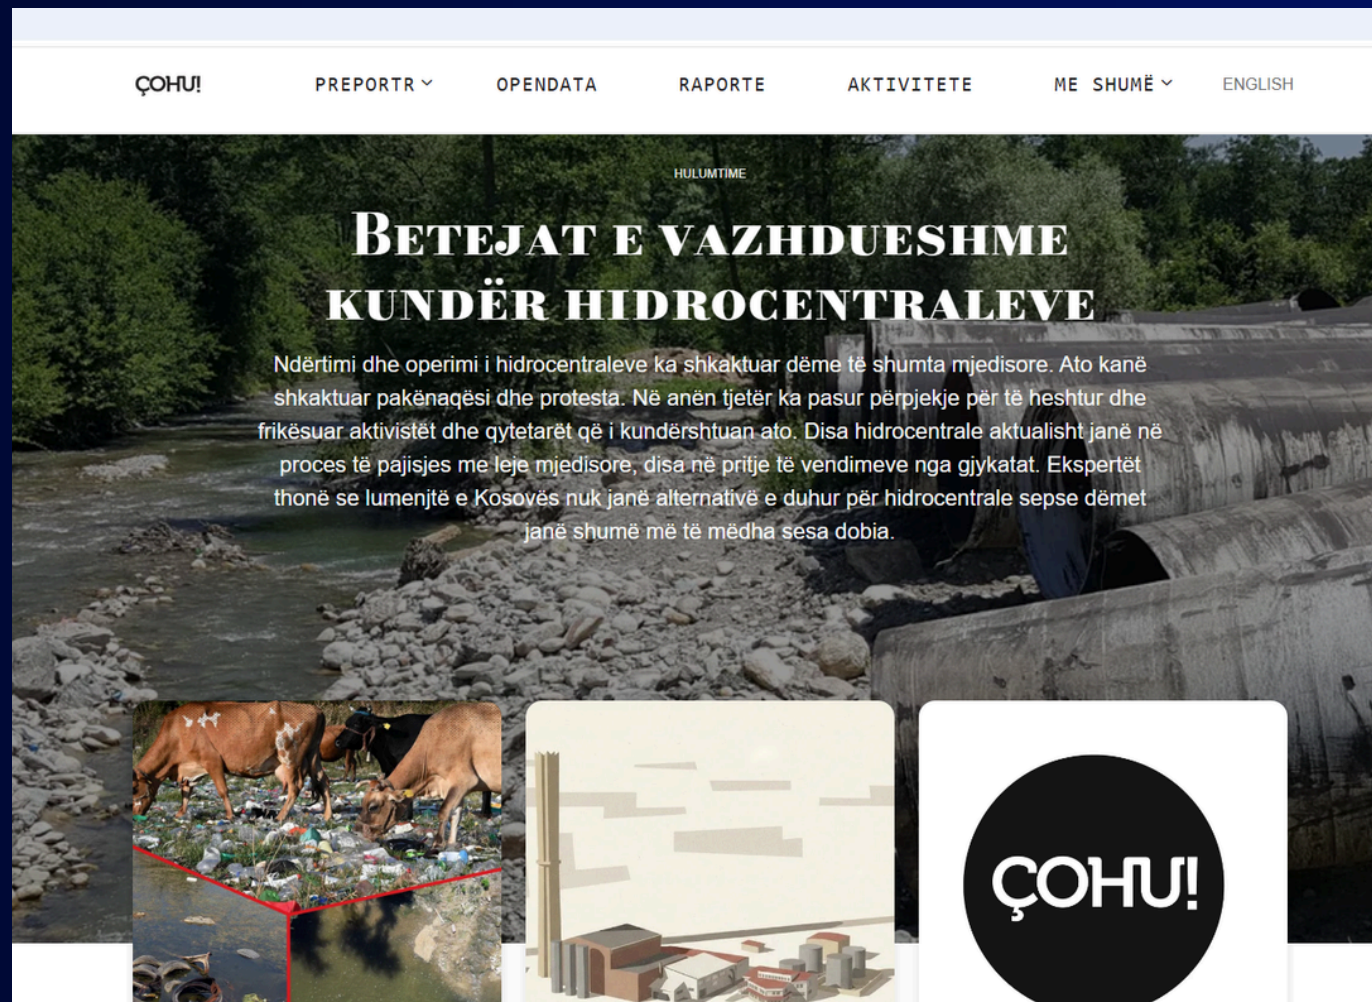 ÇOHU!
PREPORTR
OPENDATA
RAPORTE
AKTIVITETE
ME SHUMË
ENGLISH
HULUMTIME
BETEJAT E VAZHDUESHME
KUNDËR HIDROCENTRALEVE
Ndërtimi dhe operimi i hidrocentraleve ka shkaktuar dëme të shumta mjedisore. Ato kanë
shkaktuar pakënaqësi dhe protesta. Në anën tjetër ka pasur përpjekje për të heshtur dhe
frikësuar aktivistët dhe qytetarët që i kundërshtuan ato. Disa hidrocentrale aktualisht janë në
proces të pajisjes me leje mjedisore, disa në pritje të vendimeve nga gjykatat. Ekspertët
thonë se lumenjtë e Kosovës nuk janë alternativë e duhur për hidrocentrale sepse dëmet
janë shumë më të mëdha sesa dobia.
ÇOHU!